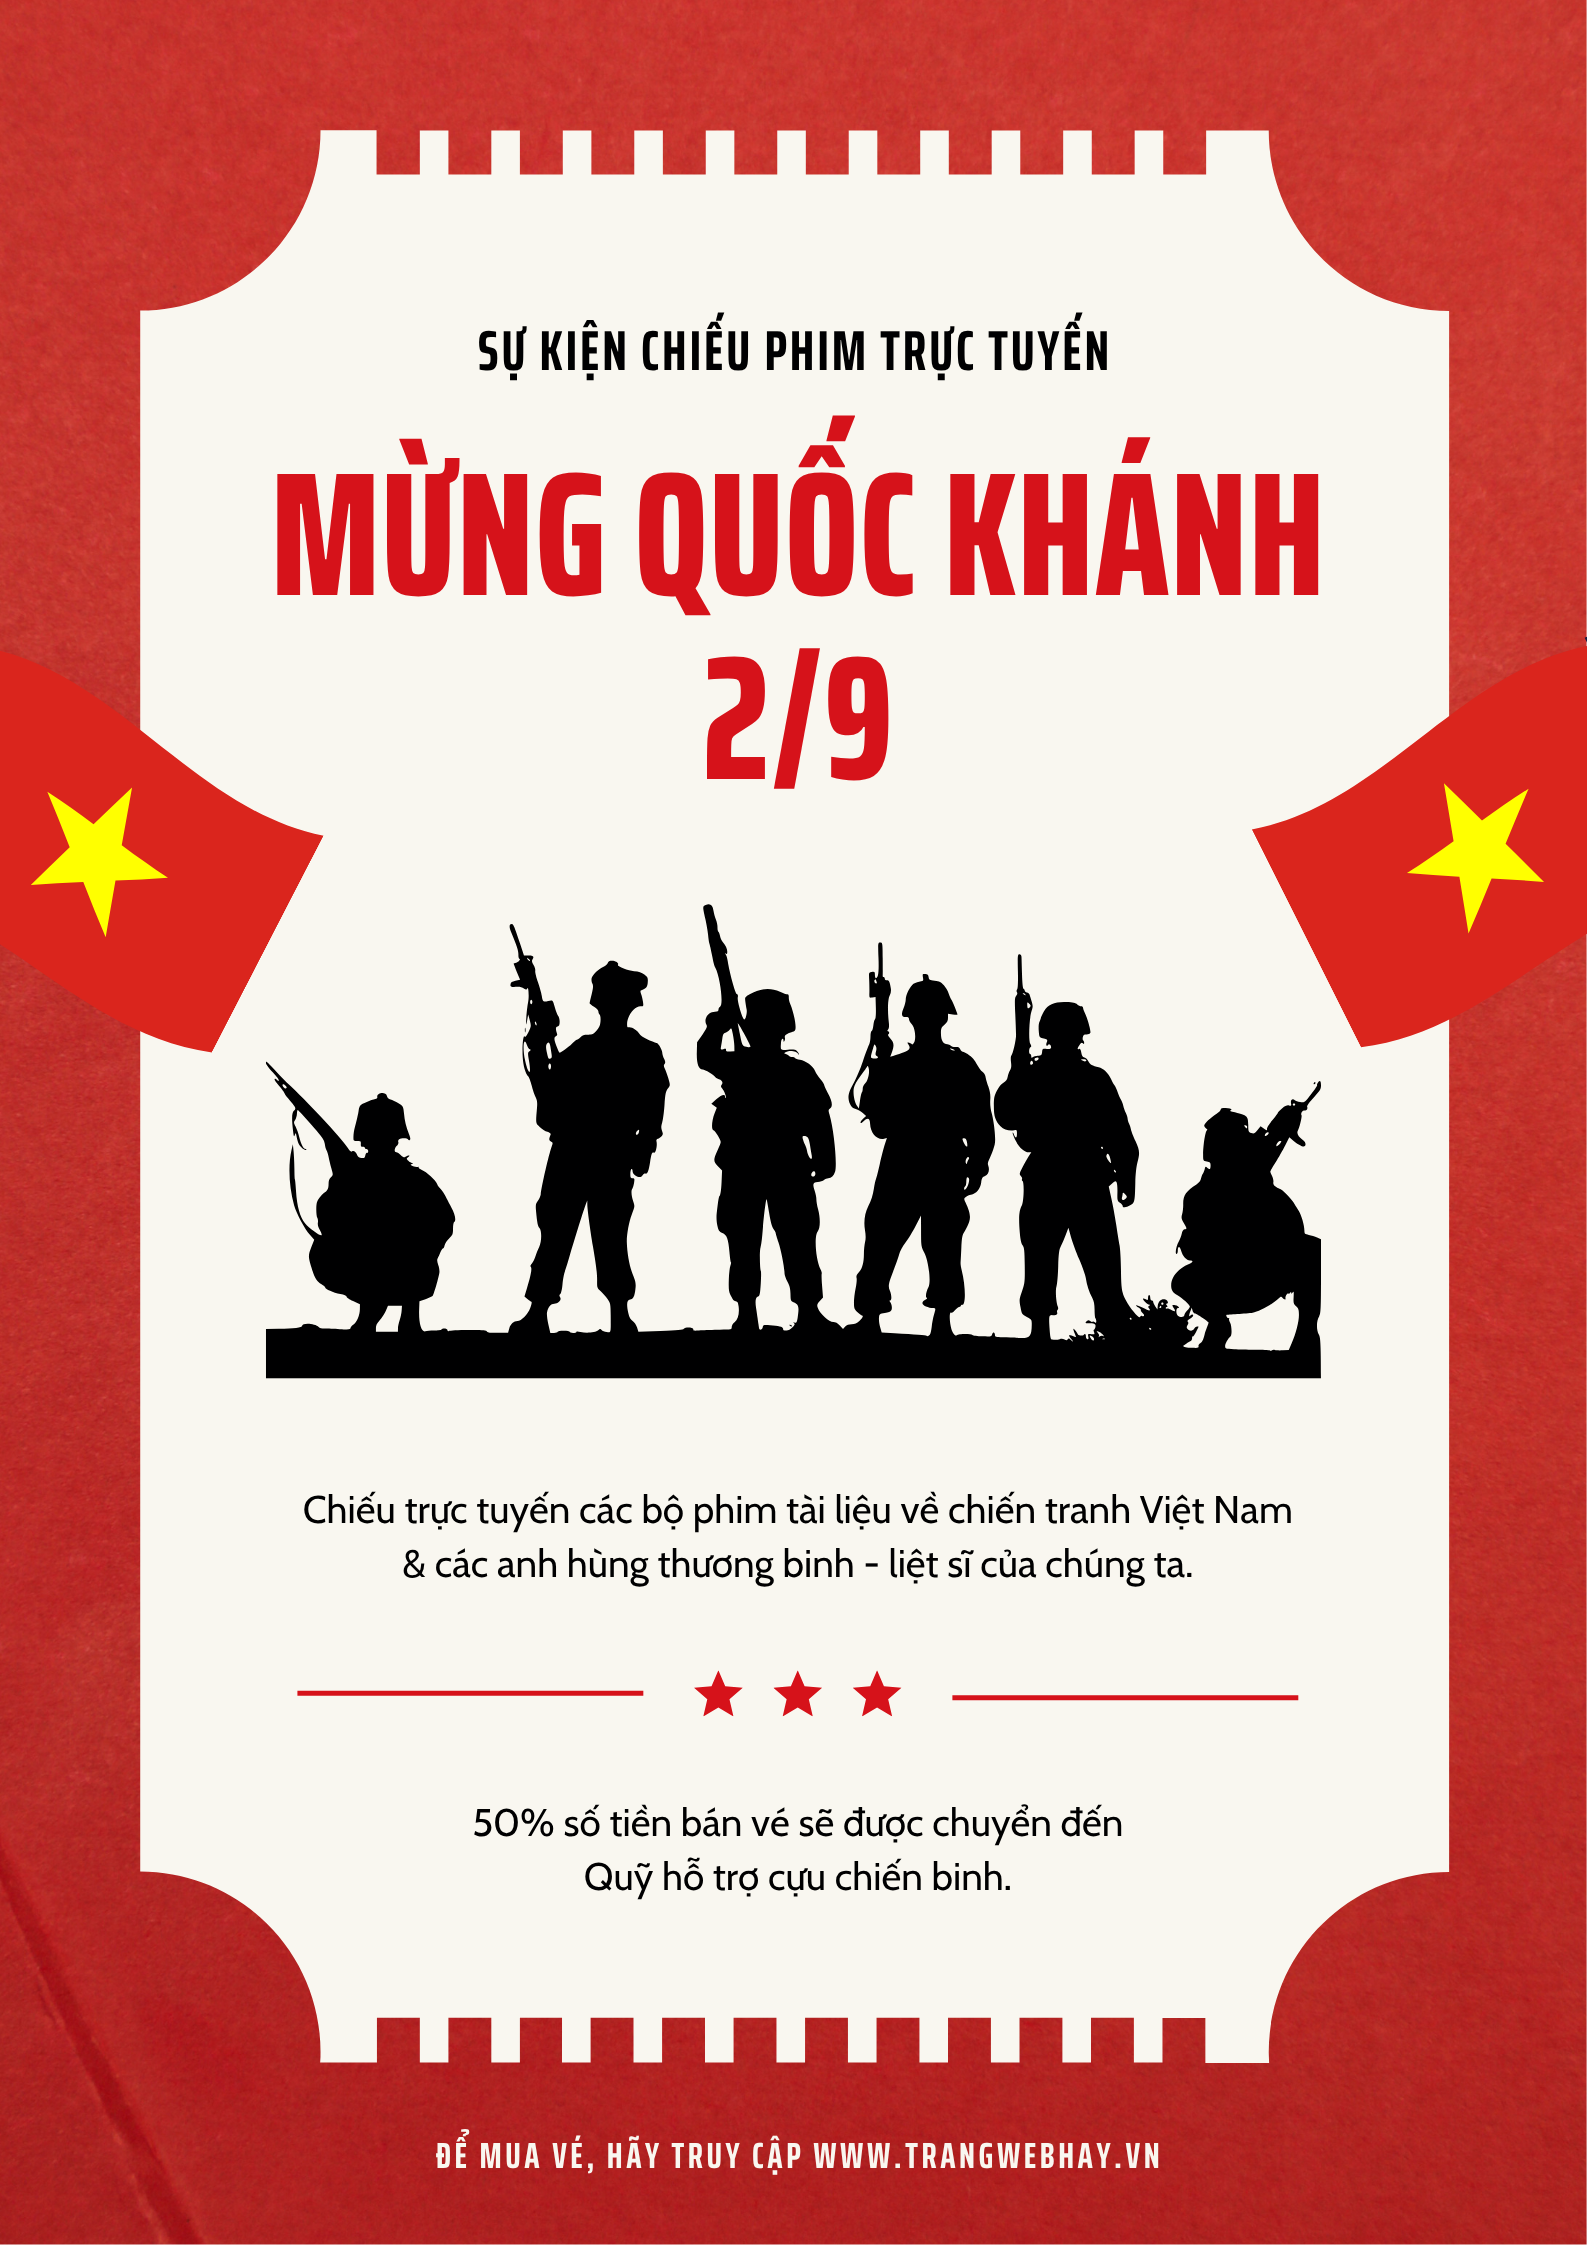 SỰ KIỆN CHIẾU PHIM TRỰC TUYẾN
MỪNG QUỐC KHÁNH
2/9
Chiếu trực tuyến các bộ phim tài liệu về chiến tranh Việt Nam
& các anh hùng thương binh - liệt sĩ của chúng ta.
50% số tiền bán vé sẽ được chuyển đến
Quỹ hỗ trợ cựu chiến binh.
ĐỂ MUA VÉ, HÃY TRUY CẬP WWW.TRANGWEBHAY.VN